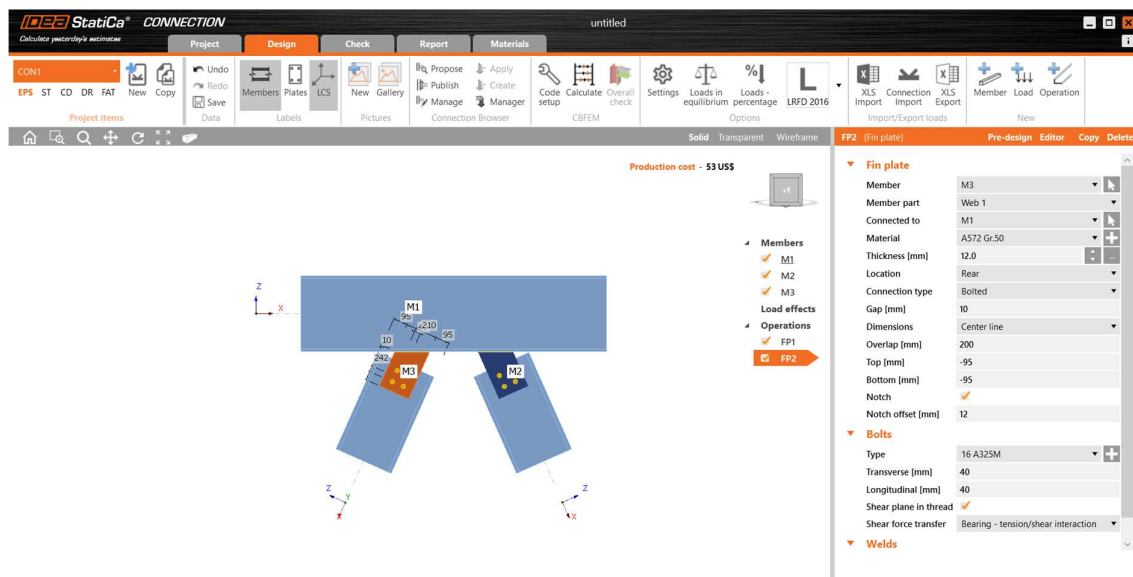 IDEA StatiCa® CONNECTION
Calculate yesterday's estimates
untitled
Project Design Check Report Materials
CON1
EPS ST CD DR FAT
New Copy
Project Items
Undo
Redo
Save
Data
Members Plates LCS
Labels
New Gallery
Pictures
Propose Apply
Publish Create
Manage Manager
Connection Browser
Code setup Calculate Overall check
CBFEM
Settings Loads in equilibrium Loads - percentage LRFD 2016
Options
XLS Import Connection Import XLS Export
Import/Export loads
Member Load Operation
New
Solid Transparent Wireframe
Production cost - 53 US$
+Y
Members
M1
M2
M3
Load effects
Operations
FP1
FP2
Z
X
M1
95
95
10
M3
M2
Z
Y
X
Z
X
FP2 [Fin plate] Pre-design Editor Copy Delete
Fin plate
Member M3
Member part Web 1
Connected to M1
Material A572 Gr.50
Thickness [mm] 12.0
Location Rear
Connection type Bolted
Gap [mm] 10
Dimensions Center line
Overlap [mm] 200
Top [mm] -95
Bottom [mm] -95
Notch
Notch offset [mm] 12
Bolts
Type 16 A325M
Transverse [mm] 40
Longitudinal [mm] 40
Shear plane in thread
Shear force transfer Bearing - tension/shear interaction
Welds